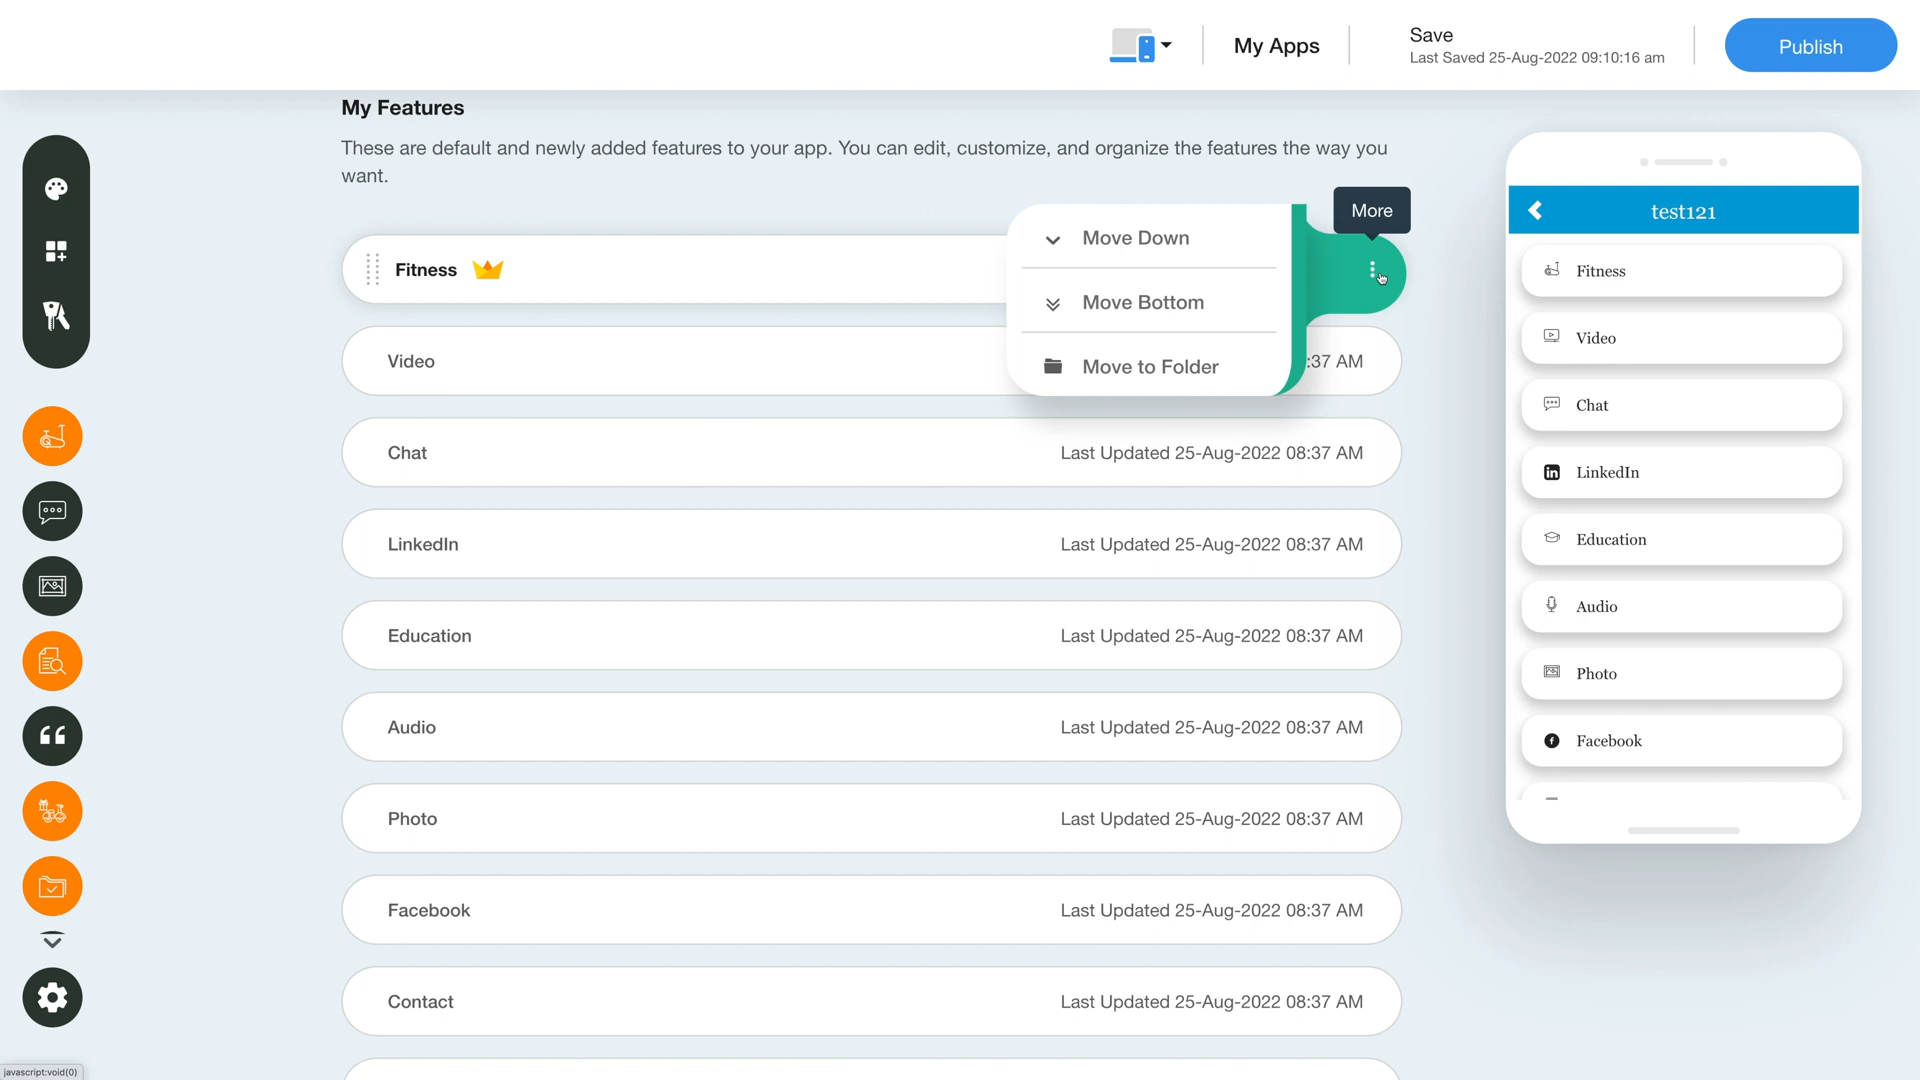 My Apps
Save
Last Saved 25-Aug-2022 09:10:16 am
Publish
My Features
These are default and newly added features to your app. You can edit, customize, and organize the features the way you
want.
More
Fitness
Move Down
Move Bottom
Move to Folder
Video
:37 AM
Chat
Last Updated 25-Aug-2022 08:37 AM
LinkedIn
Last Updated 25-Aug-2022 08:37 AM
Education
Last Updated 25-Aug-2022 08:37 AM
Audio
Last Updated 25-Aug-2022 08:37 AM
Photo
Last Updated 25-Aug-2022 08:37 AM
Facebook
Last Updated 25-Aug-2022 08:37 AM
Contact
Last Updated 25-Aug-2022 08:37 AM
test121
Fitness
Video
Chat
LinkedIn
Education
Audio
Photo
Facebook
javascript:void(0)